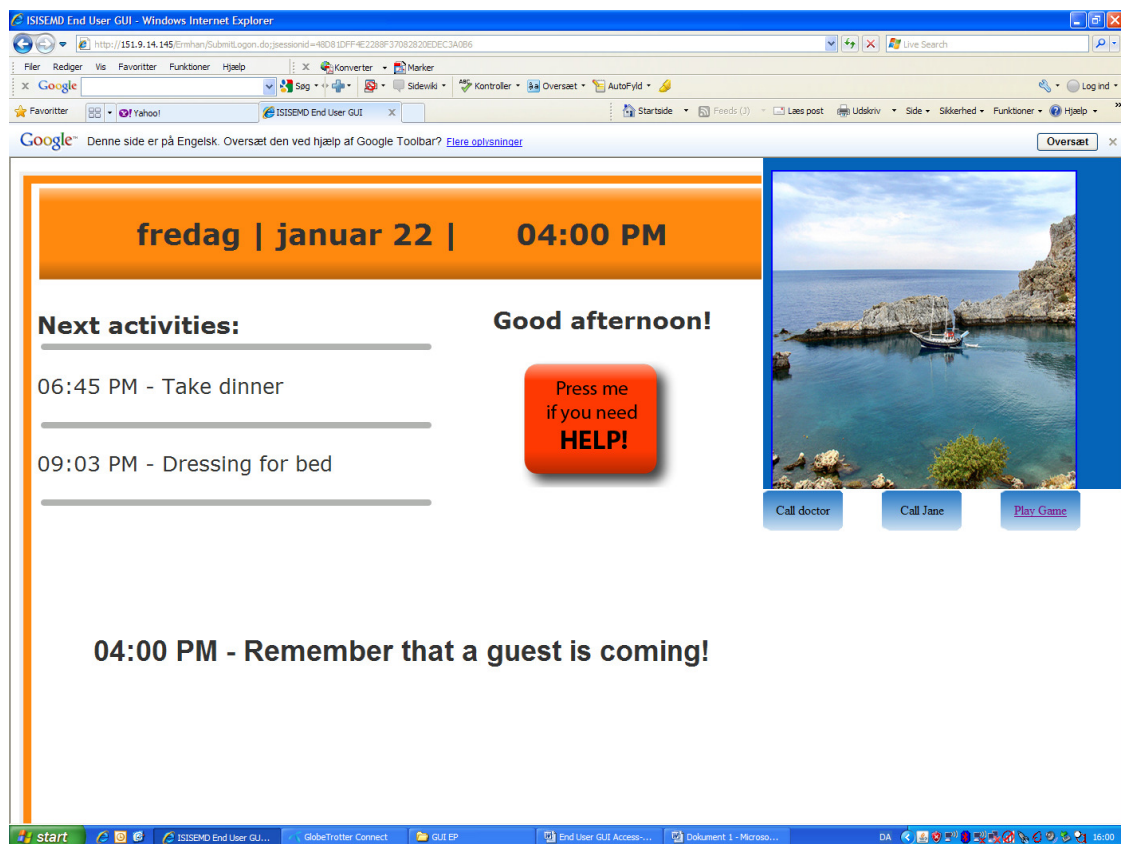 ISISEMD End User GUI - Windows Internet Explorer
http://151.9.14.145/Ermhan/SubmitLogon.do;jsessionid=48D81DFF4E2288F37082820EDEC3A0B6
Live Search
Filer Rediger Vis Favoritter Funktioner Hjælp x Konverter Marker
x Google Søg Sidewiki Kontroller Oversæt AutoFyld Log ind
Favoritter Yahoo! ISISEMD End User GUI X Startside Feeds (3) Læs post Udskriv Side Sikkerhed Funktioner Hjælp
Google Denne side er på Engelsk. Oversæt den ved hjælp af Google Toolbar? Flere oplysninger Oversæt
fredag | januar 22 | 04:00 PM
Next activities:
Good afternoon!
06:45 PM - Take dinner
09:03 PM - Dressing for bed
Press me
if you need
HELP!
Call doctor Call Jane Play Game
04:00 PM - Remember that a guest is coming!
start ISISEMD End User GU... GlobeTrotter Connect GUI EP End User GUI Access-... Dokument 1 - Microso... DA 16:00